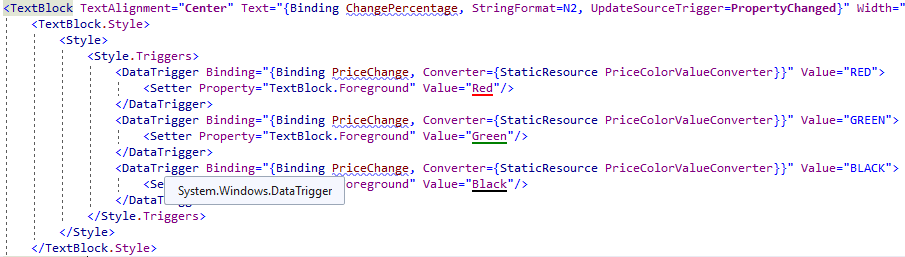 <TextBlock TextAlignment="Center" Text="{Binding ChangePercentage, StringFormat=N2, UpdateSourceTrigger=PropertyChanged}" Width="
<TextBlock.Style>
<Style>
<Style.Triggers>
<DataTrigger Binding="{Binding PriceChange, Converter={StaticResource PriceColorValueConverter}}" Value="RED">
<Setter Property="TextBlock.Foreground" Value="Red"/>
</DataTrigger>
<DataTrigger Binding="{Binding PriceChange, Converter={StaticResource PriceColorValueConverter}}" Value="GREEN">
<Setter Property="TextBlock.Foreground" Value="Green"/>
</DataTrigger>
<DataTrigger Binding="{Binding PriceChange, Converter={StaticResource PriceColorValueConverter}}" Value="BLACK">
<Se System.Windows.DataTrigger oreground" Value="Black"/>
</DataT
</Style.Triggers>
</Style>
</TextBlock.Style>